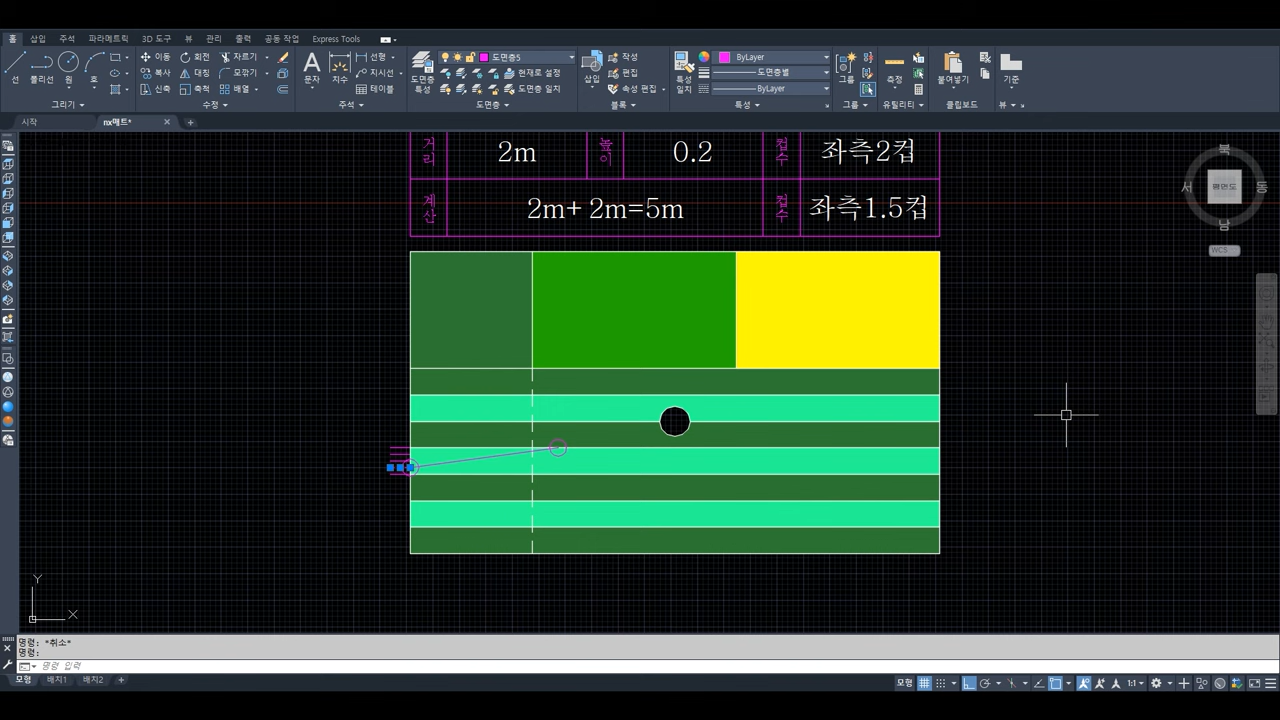 홈 삽입 주석 파라메트릭 3D 도구 뷰 관리 출력 공동 작업 Express Tools
선 폴리선 원 호
이동 회전 자르기
복사 대칭 모깎기
신축 축척 배열
문자 치수
선형
지시선
테이블
도면층 특성
도면층5
현재로 설정
도면층 일치
삽입
작성
편집
속성 편집
특성 일치
ByLayer
도면층별
ByLayer
그룹 측정 붙여넣기 기준
그리기 수정 주석 도면층 블록 특성 그룹 유틸리티 클립보드 뷰
시작 nx매트*
거리 2m 높이 0.2 컵수 좌측2컵
계산 2m+ 2m=5m 컵수 좌측1.5컵
북
서 평면도 동
남
WCS
Y
X
명령: *취소*
명령:
명령 입력
모형 배치1 배치2
모형 1:1